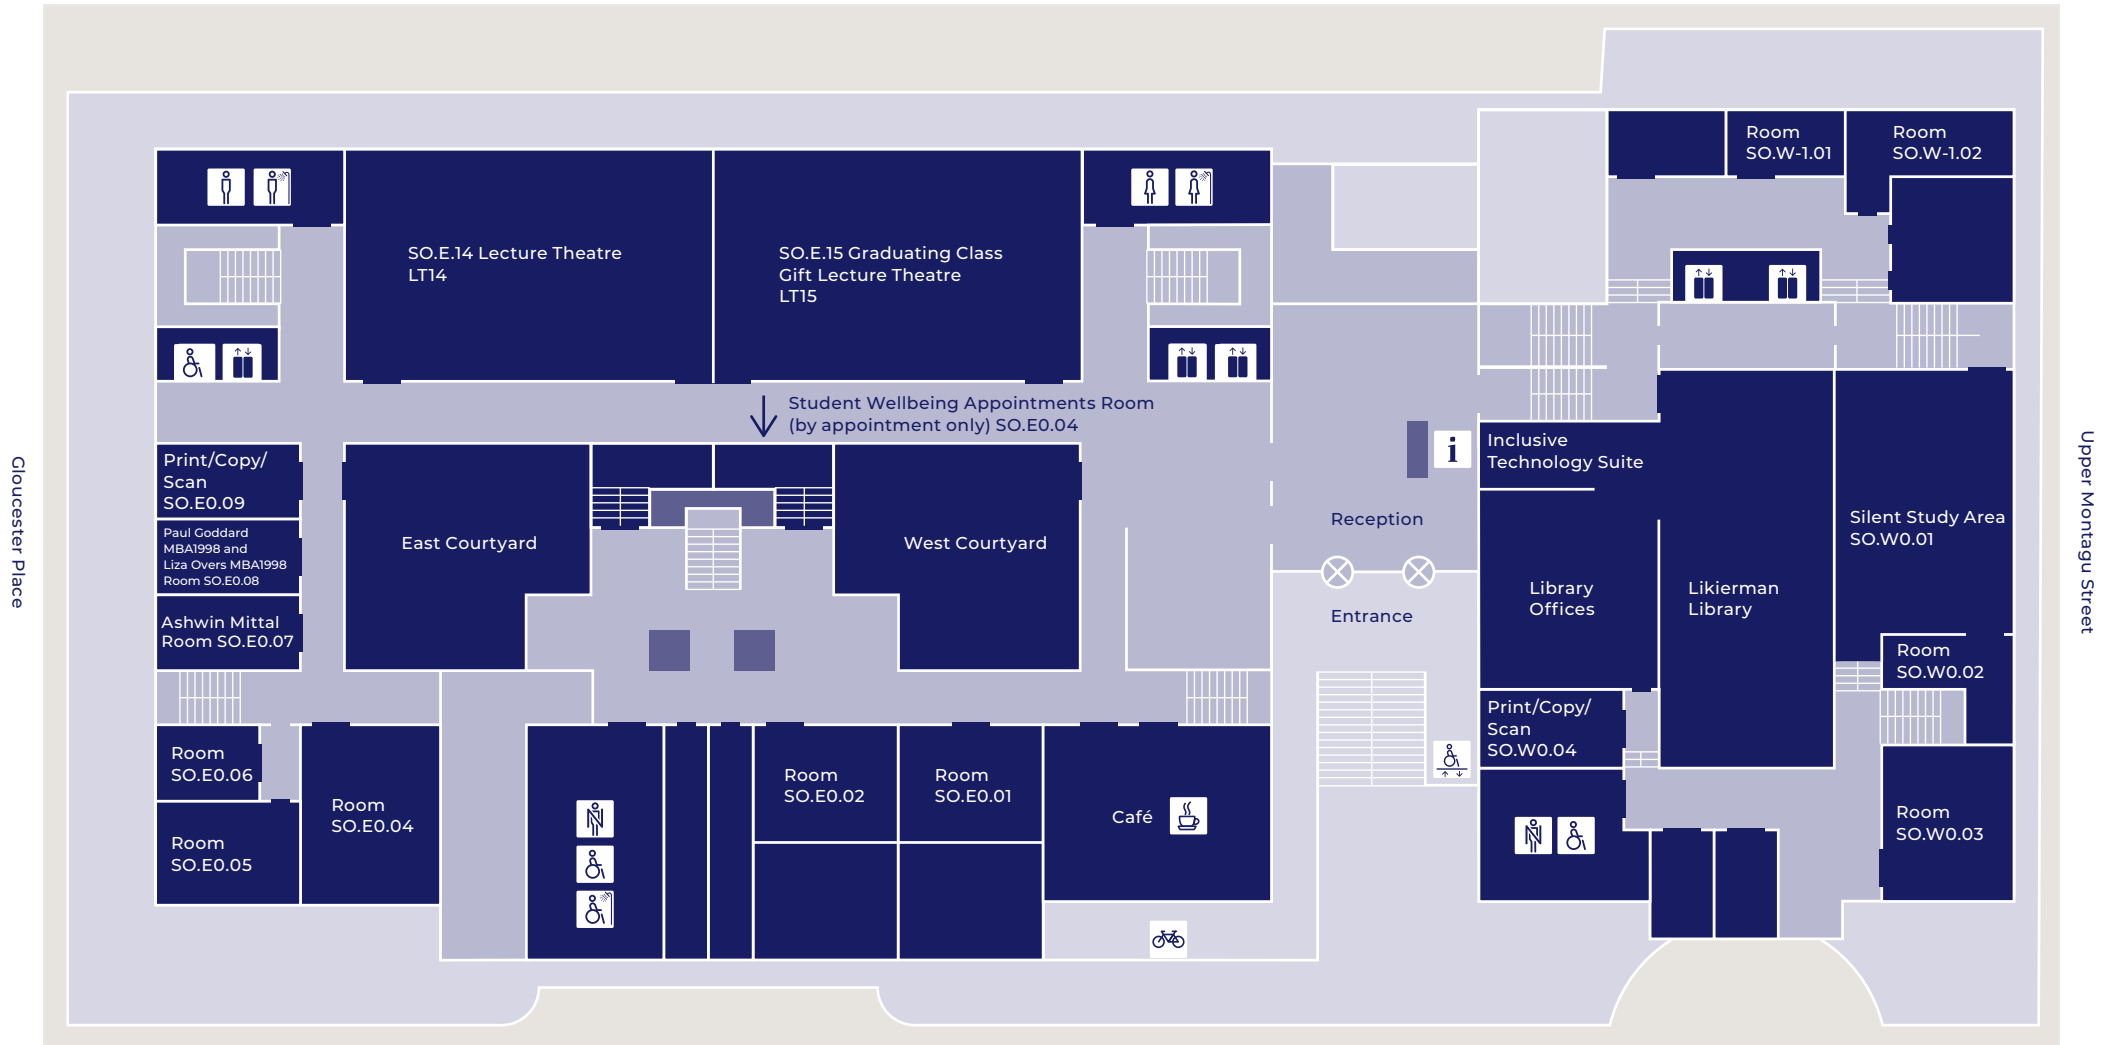 Room
SO.W-1.01
Room
SO.W-1.02
SO.E.14 Lecture Theatre
LT14
SO.E.15 Graduating Class
Gift Lecture Theatre
LT15
Student Wellbeing Appointments Room
(by appointment only) SO.E0.04
Gloucester Place
Upper Montagu Street
Print/Copy/
Scan
SO.E0.09
Paul Goddard
MBA1998 and
Liza Overs MBA1998
Room SO.E0.08
Ashwin Mittal
Room SO.E0.07
East Courtyard
West Courtyard
i
Reception
Entrance
Inclusive
Technology Suite
Library
Offices
Likierman
Library
Silent Study Area
SO.W0.01
Room
SO.W0.02
Print/Copy/
Scan
SO.W0.04
Room
SO.W0.03
Room
SO.E0.06
Room
SO.E0.05
Room
SO.E0.04
Room
SO.E0.02
Room
SO.E0.01
Café